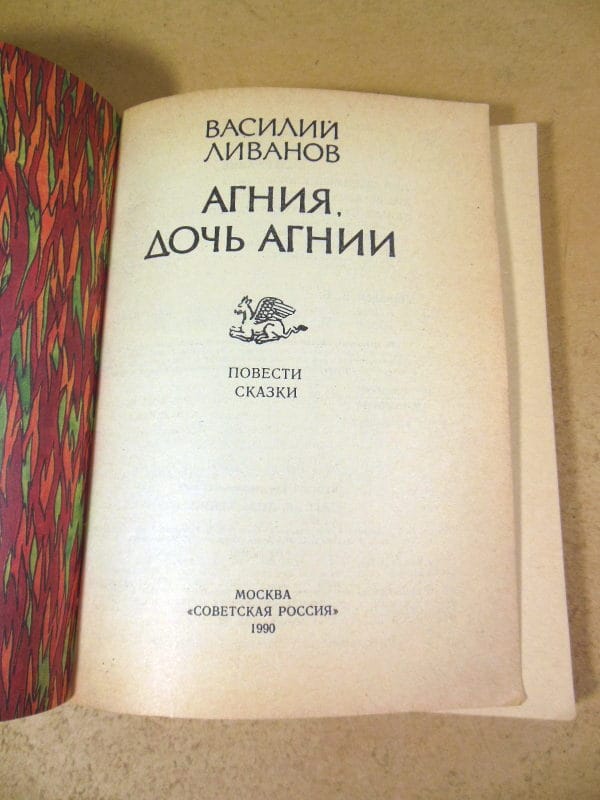 ВАСИЛИЙ
ЛИВАНОВ
АГНИЯ,
ДОЧЬ АГНИИ
ПОВЕСТИ
СКАЗКИ
МОСКВА
«СОВЕТСКАЯ РОССИЯ»
1990